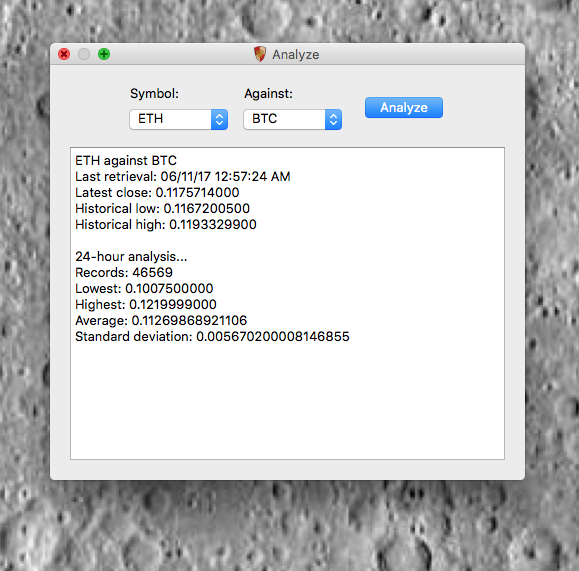 Analyze
Symbol:
Against:
ETH
BTC
Analyze
ETH against BTC
Last retrieval: 06/11/17 12:57:24 AM
Latest close: 0.1175714000
Historical low: 0.1167200500
Historical high: 0.1193329900
24-hour analysis...
Records: 46569
Lowest: 0.1007500000
Highest: 0.1219999000
Average: 0.11269868921106
Standard deviation: 0.005670200008146855